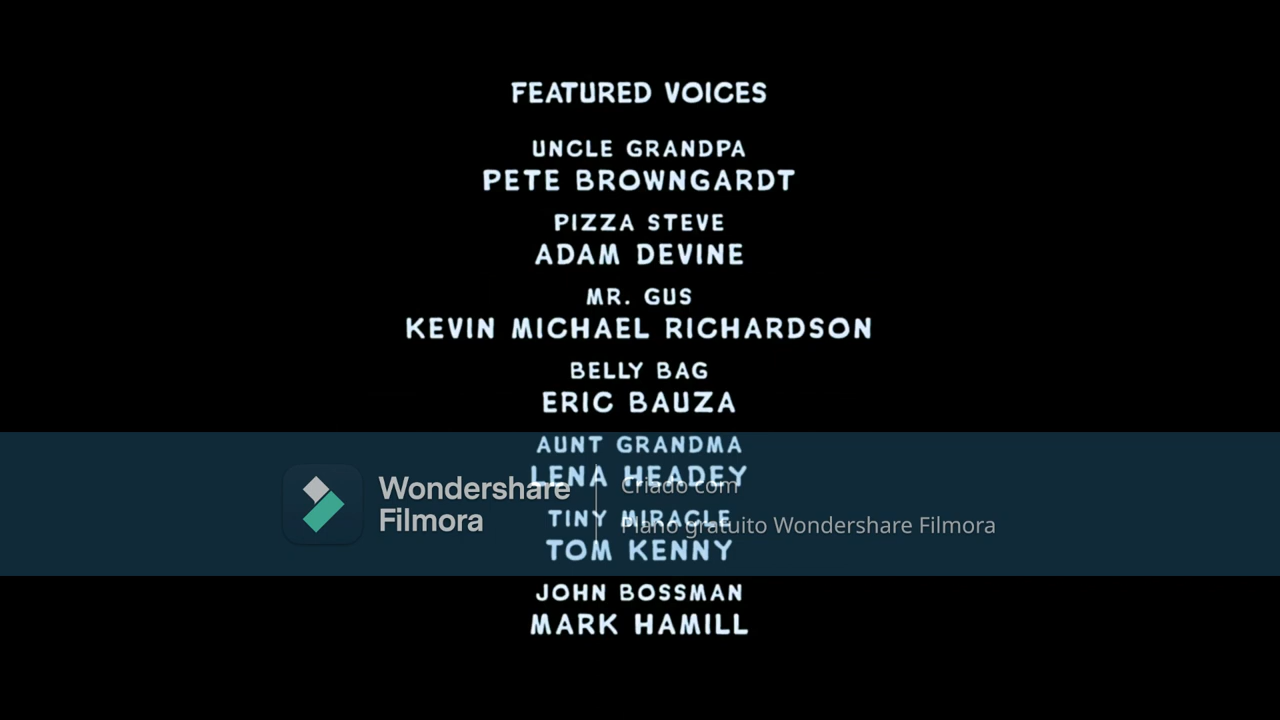 FEATURED VOICES
UNCLE GRANDPA
PETE BROWNGARDT
PIZZA STEVE
ADAM DEVINE
MR. GUS
KEVIN MICHAEL RICHARDSON
BELLY BAG
ERIC BAUZA
AUNT GRANDMA
LENA HEADEY
TINY MIRACLE
TOM KENNY
JOHN BOSSMAN
MARK HAMILL
Wondershare
Filmora
Criado com
Plano gratuito Wondershare Filmora